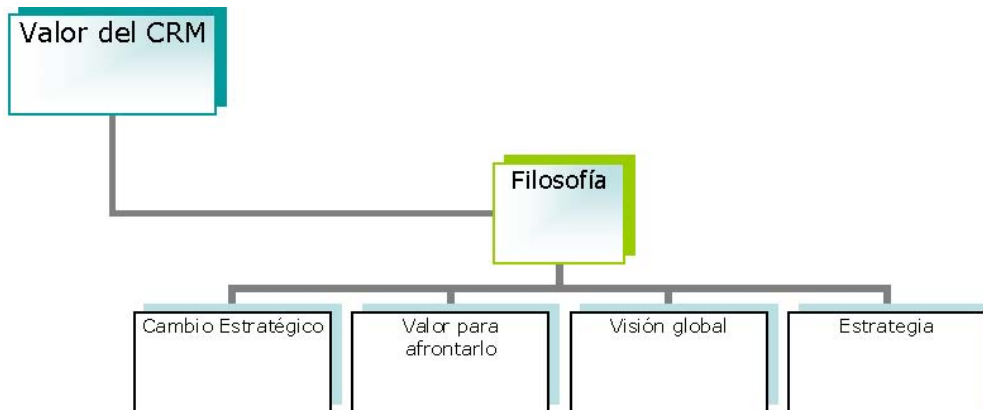 Valor del CRM
Filosofía
Cambio Estratégico
Valor para
afrontarlo
Visión global
Estrategia